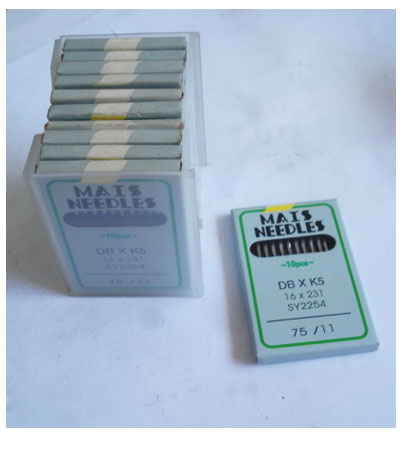 MAIS
NEEDLES
-10pcs-
DB X K5
16 x 231
SY2254
75 /11
MAIS
NEEDLES
-10pcs-
DB X K5
16 x 231
SY2254
75 /11